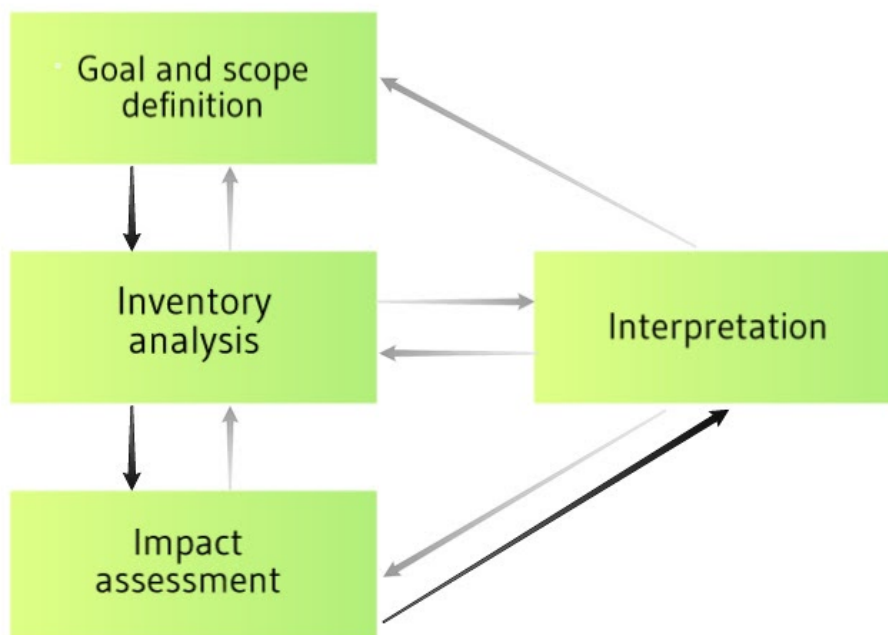 Goal and scope
definition
Inventory
analysis
Interpretation
Impact
assessment